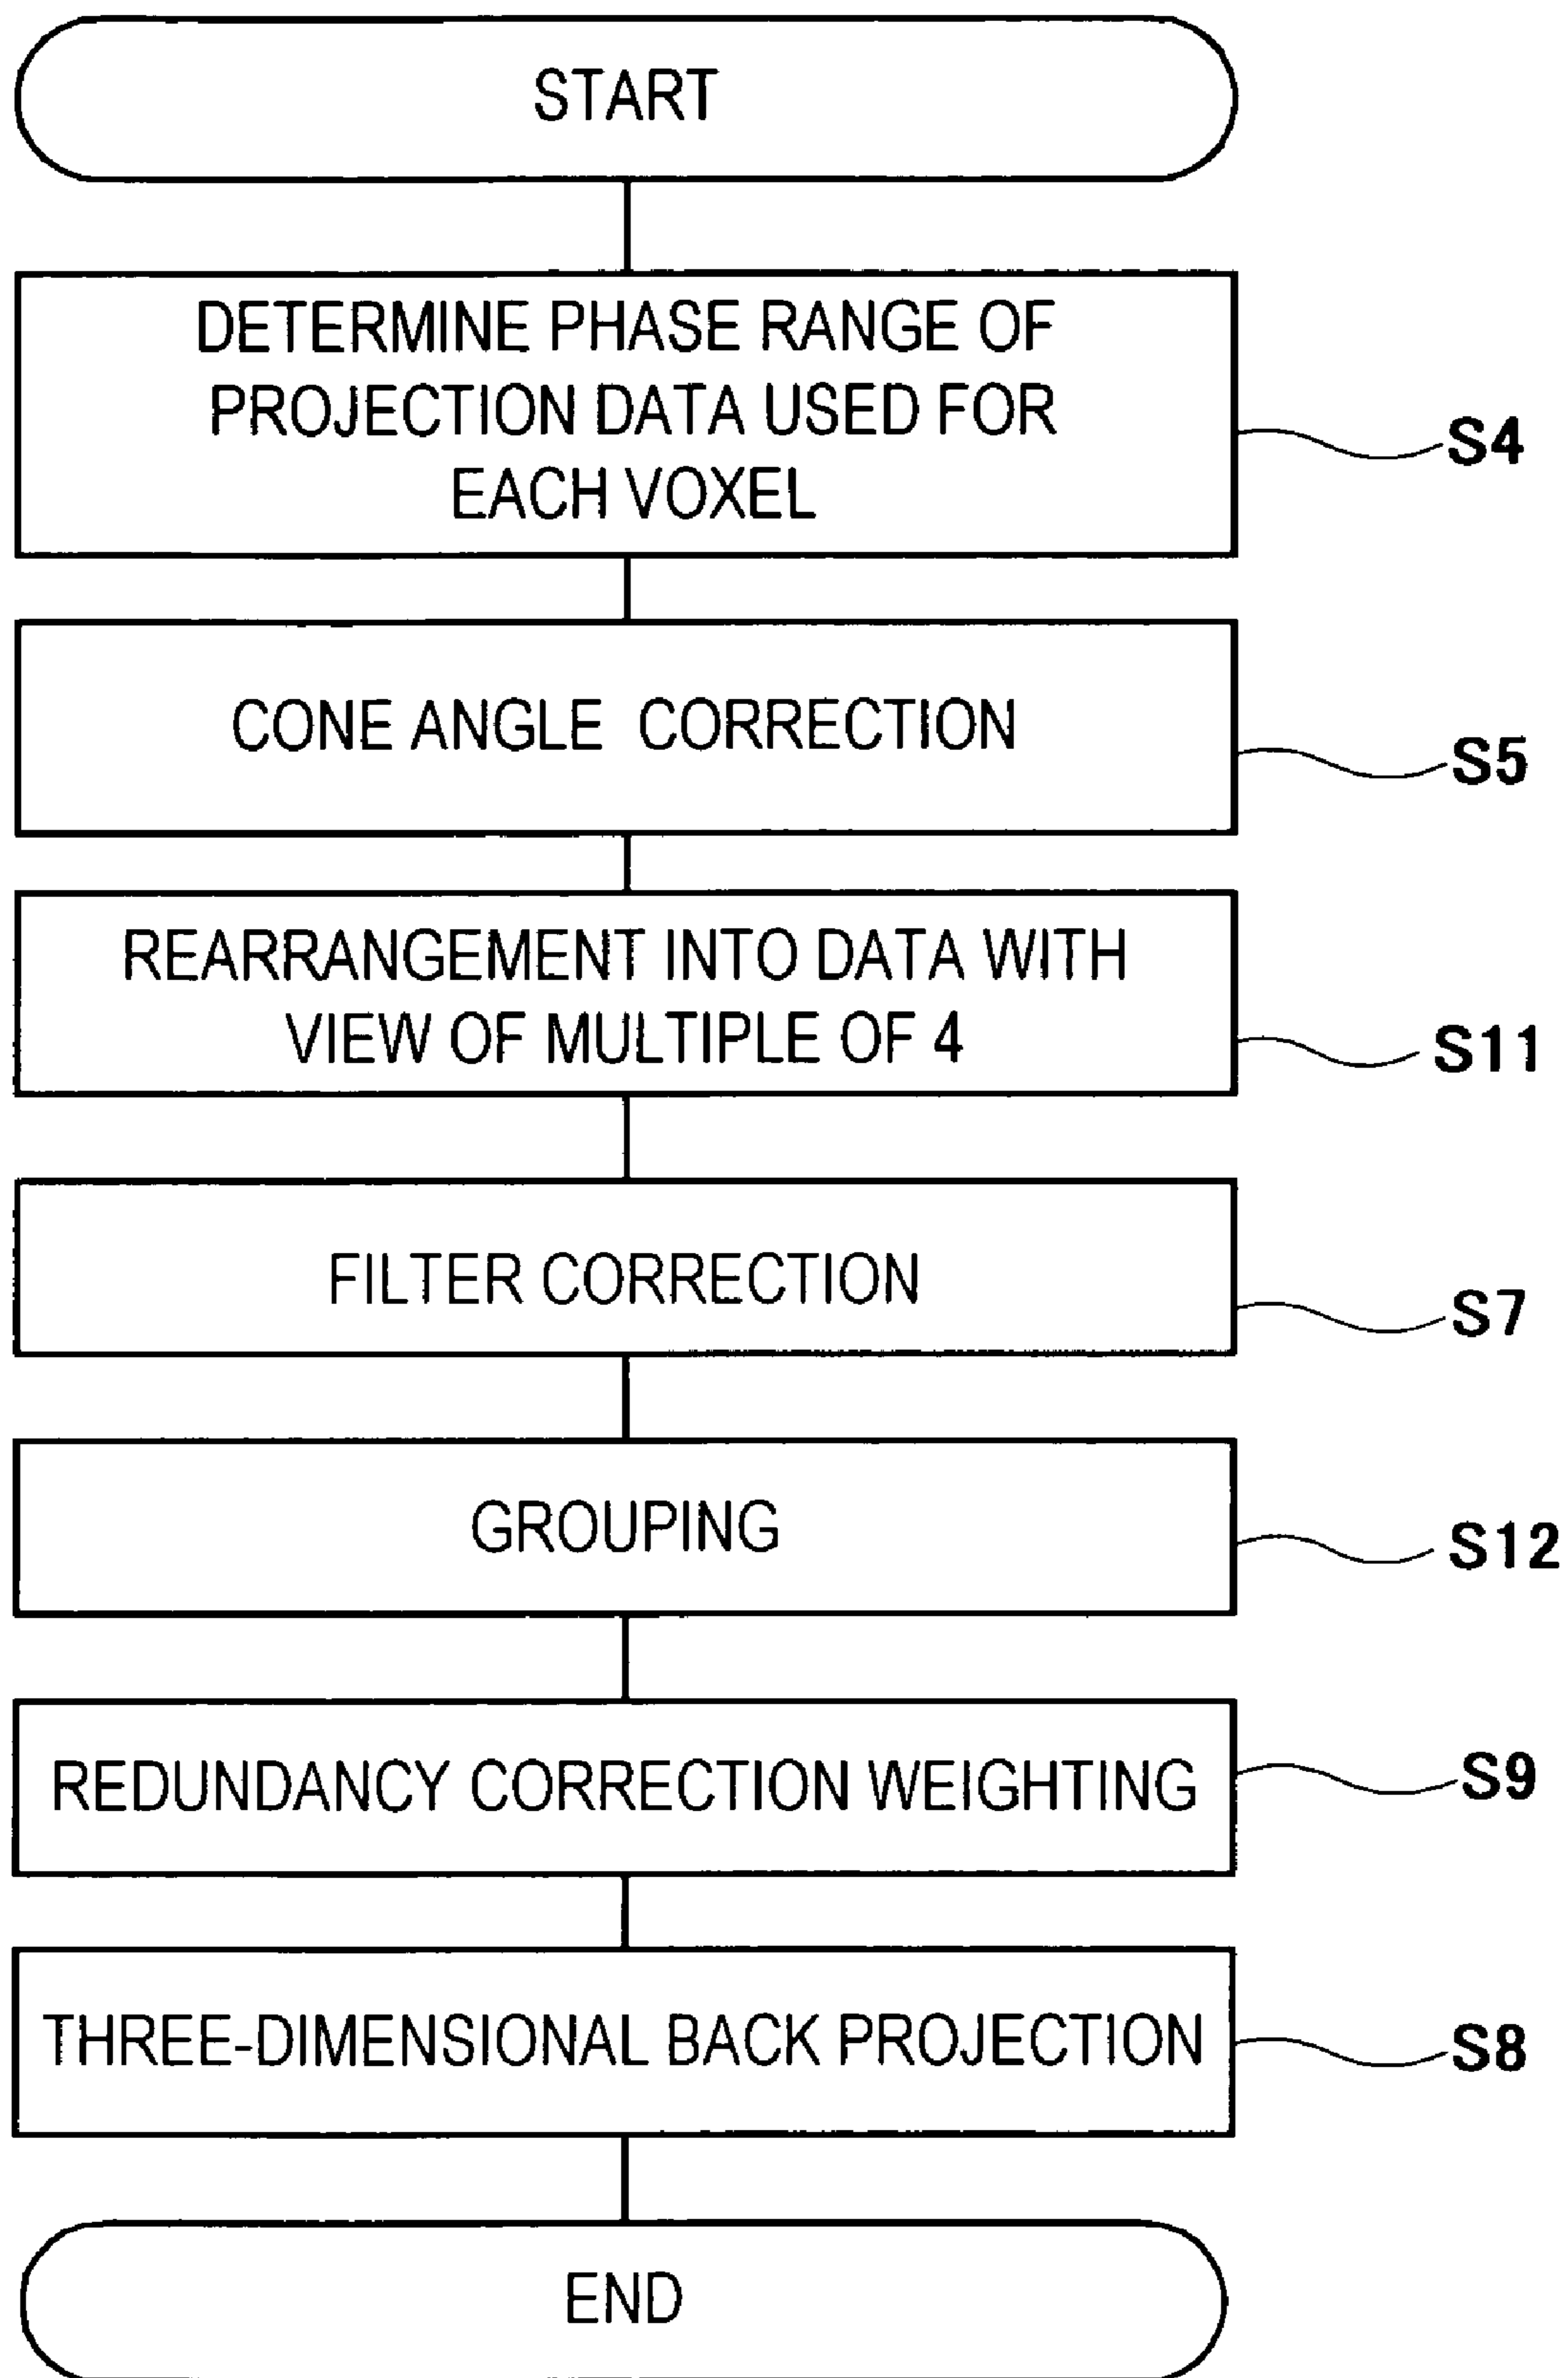 START
DETERMINE PHASE RANGE OF
PROJECTION DATA USED FOR
EACH VOXEL
S4
CONE ANGLE CORRECTION
S5
REARRANGEMENT INTO DATA WITH
VIEW OF MULTIPLE OF 4
S11
FILTER CORRECTION
S7
GROUPING
S12
REDUNDANCY CORRECTION WEIGHTING
S9
THREE-DIMENSIONAL BACK PROJECTION
S8
END